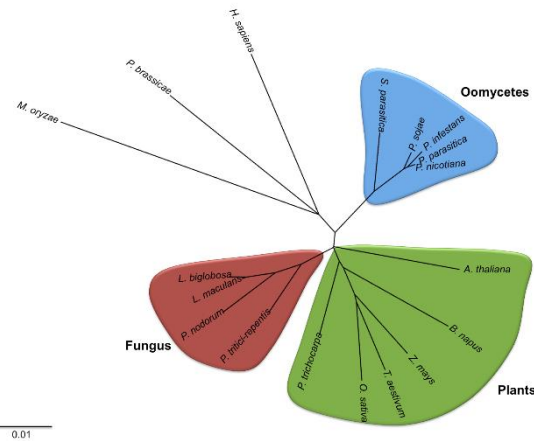 H. sapiens
P. brassicae
M. oryzae
Oomycetes
S. parasitica
P. sojae
P. infestans
P. parasitica
P. nicotiana
L. biglobosa
L. maculans
P. nodorum
P. tritici-repentis
Fungus
A. thaliana
B. napus
Z. mays
T. aestivum
O. sativa
P. trichocarpa
Plants
0.01